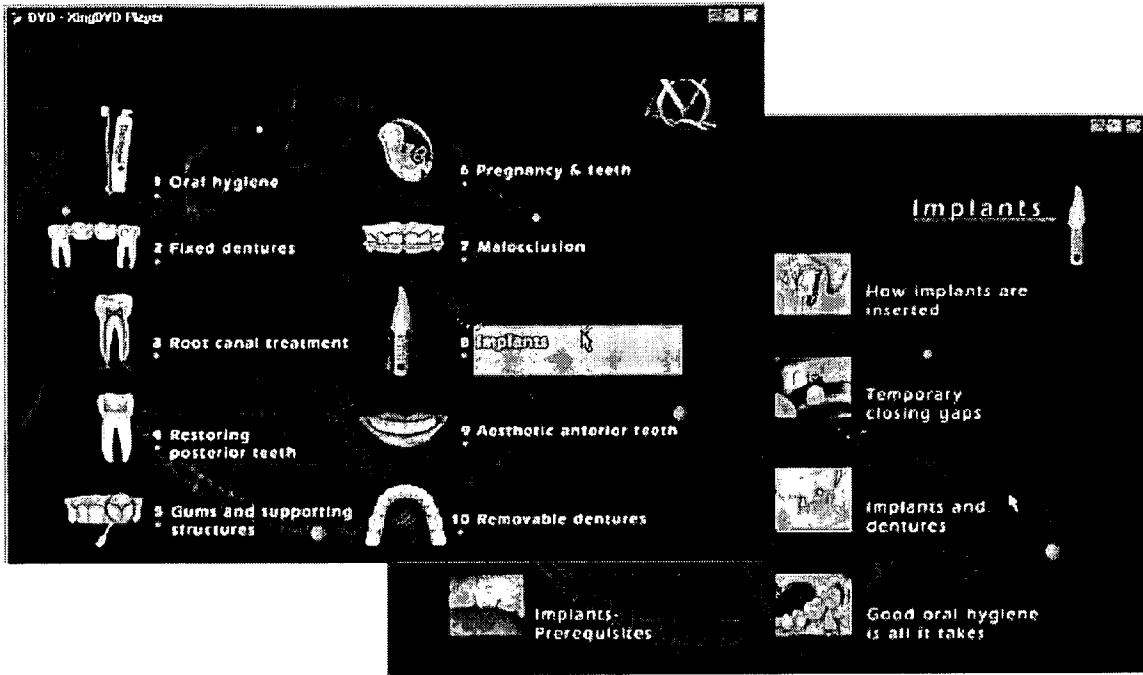 DVD - XingDVD Player
1 Oral hygiene
2 Fixed dentures
3 Root canal treatment
4 Restoring
posterior teeth
5 Gums and supporting
structures
6 Pregnancy & teeth
7 Malocclusion
8 Implants
9 Aesthetic anterior teeth
10 Removable dentures
Implants
How implants are
inserted
Temporary
closing gaps
Implants and
dentures
Good oral hygiene
is all it takes
Implants-
Prerequisites